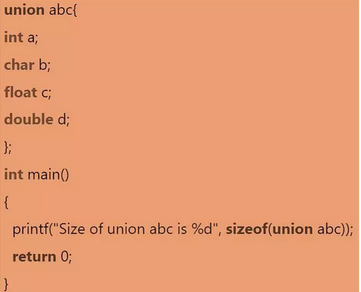 union abc{
int a;
char b;
float c;
double d;
};
int main()
{
printf("Size of union abc is %d", sizeof(union abc));
return 0;
}